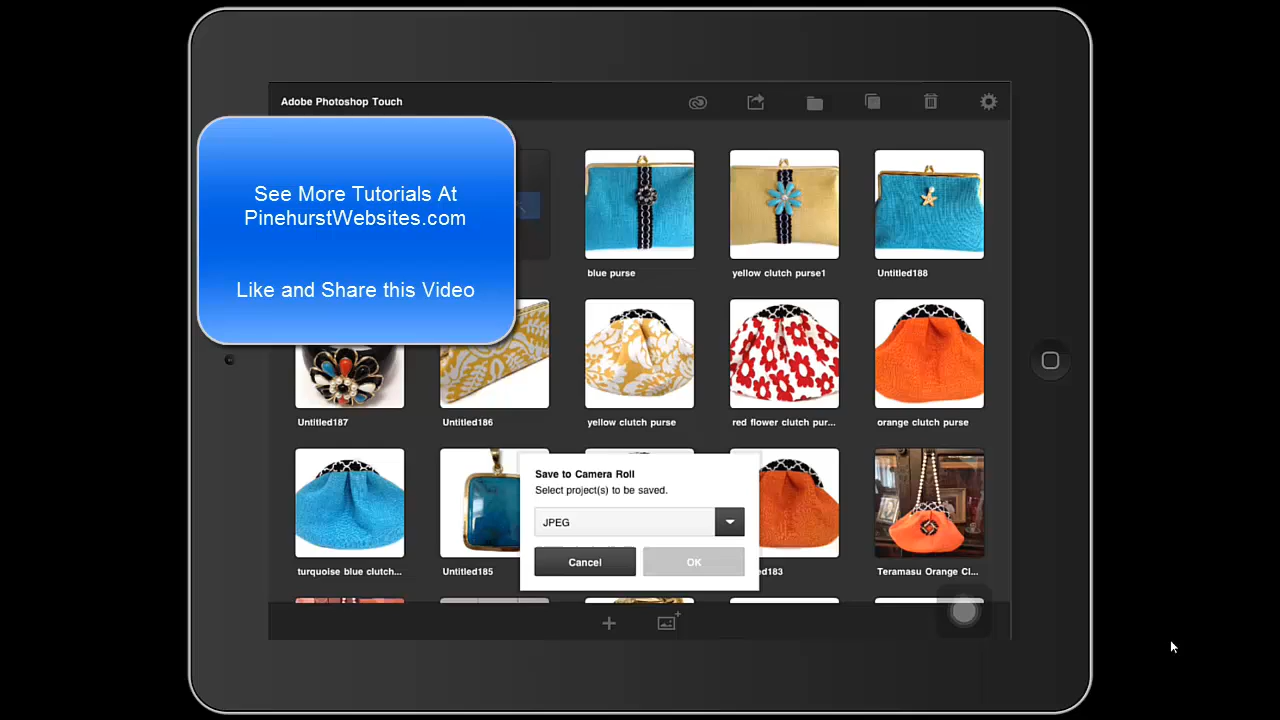 Adobe Photoshop Touch
See More Tutorials At
PinehurstWebsites.com
Like and Share this Video
blue purse
yellow clutch purse1
Untitled188
Untitled187
Untitled186
yellow clutch purse
red flower clutch pur...
orange clutch purse
Save to Camera Roll
Select project(s) to be saved.
JPEG
Cancel
OK
turquoise blue clutch...
Untitled185
ed183
Teramasu Orange Cl...